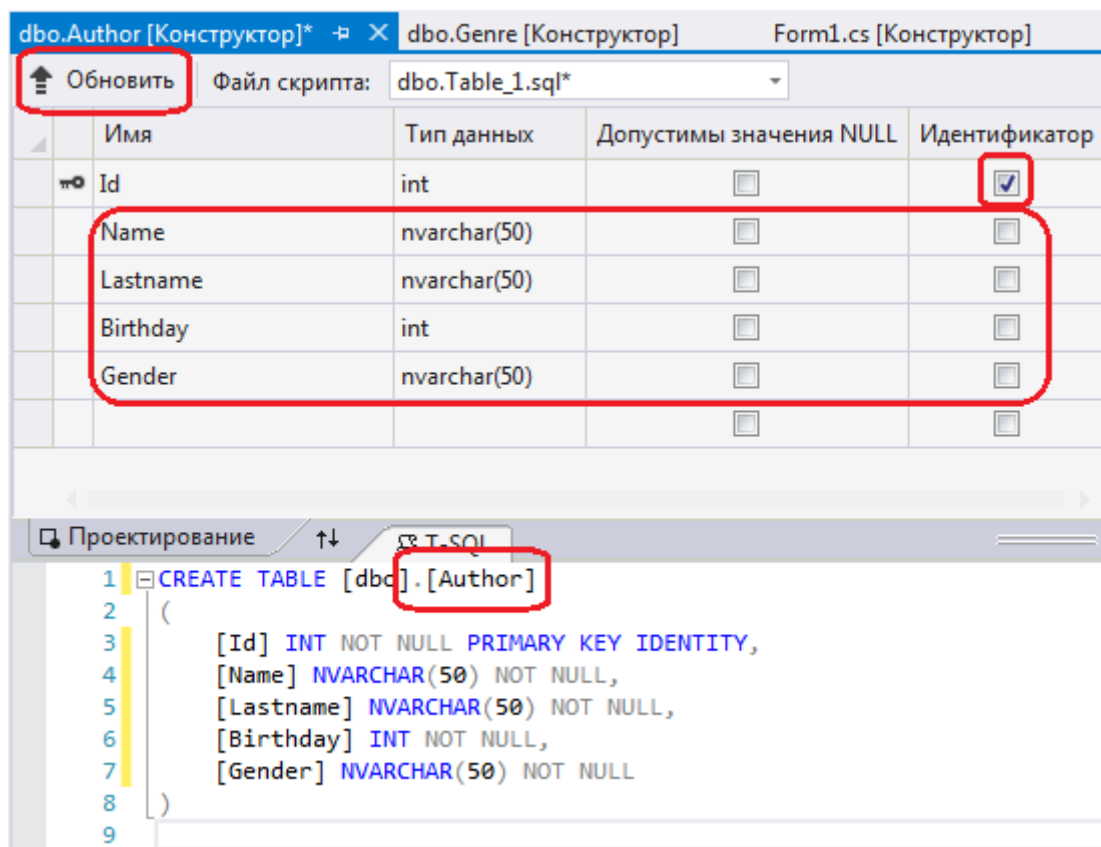 dbo.Author [Конструктор]* dbo.Genre [Конструктор] Form1.cs [Конструктор]
Обновить Файл скрипта: dbo.Table_1.sql*
Имя Тип данных Допустимы значения NULL Идентификатор
Id int
Name nvarchar(50)
Lastname nvarchar(50)
Birthday int
Gender nvarchar(50)
Проектирование T-SQL
1 CREATE TABLE [dbo].[Author]
2 (
3 [Id] INT NOT NULL PRIMARY KEY IDENTITY,
4 [Name] NVARCHAR(50) NOT NULL,
5 [Lastname] NVARCHAR(50) NOT NULL,
6 [Birthday] INT NOT NULL,
7 [Gender] NVARCHAR(50) NOT NULL
8 )
9